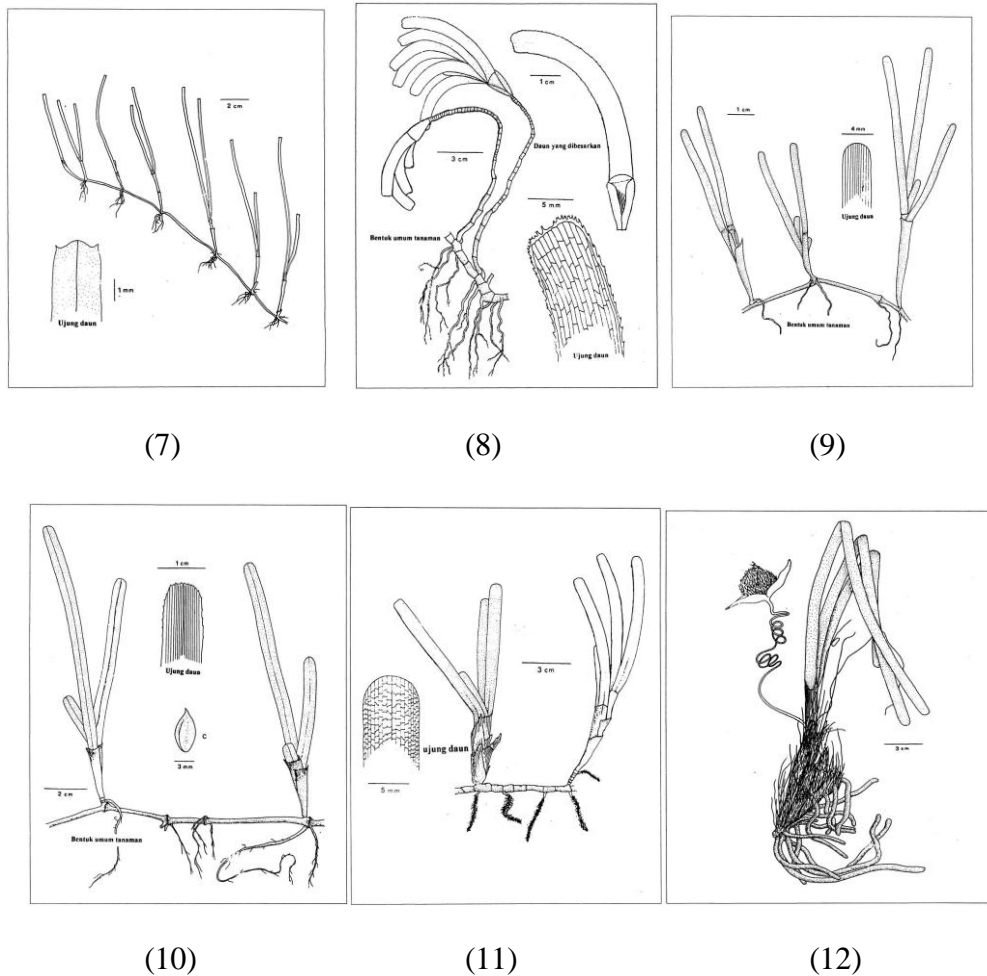 2 cm
1 mm
Ujung daun
(7)
1 cm
3 cm
Daun yang dibesarkan
5 mm
Bentuk umum tanaman
Ujung daun
(8)
1 cm
4 mm
Ujung daun
Bentuk umum tanaman
(9)
1 cm
Ujung daun
C
3 mm
2 cm
Bentuk umum tanaman
(10)
3 cm
ujung daun
5 mm
(11)
3 cm
(12)